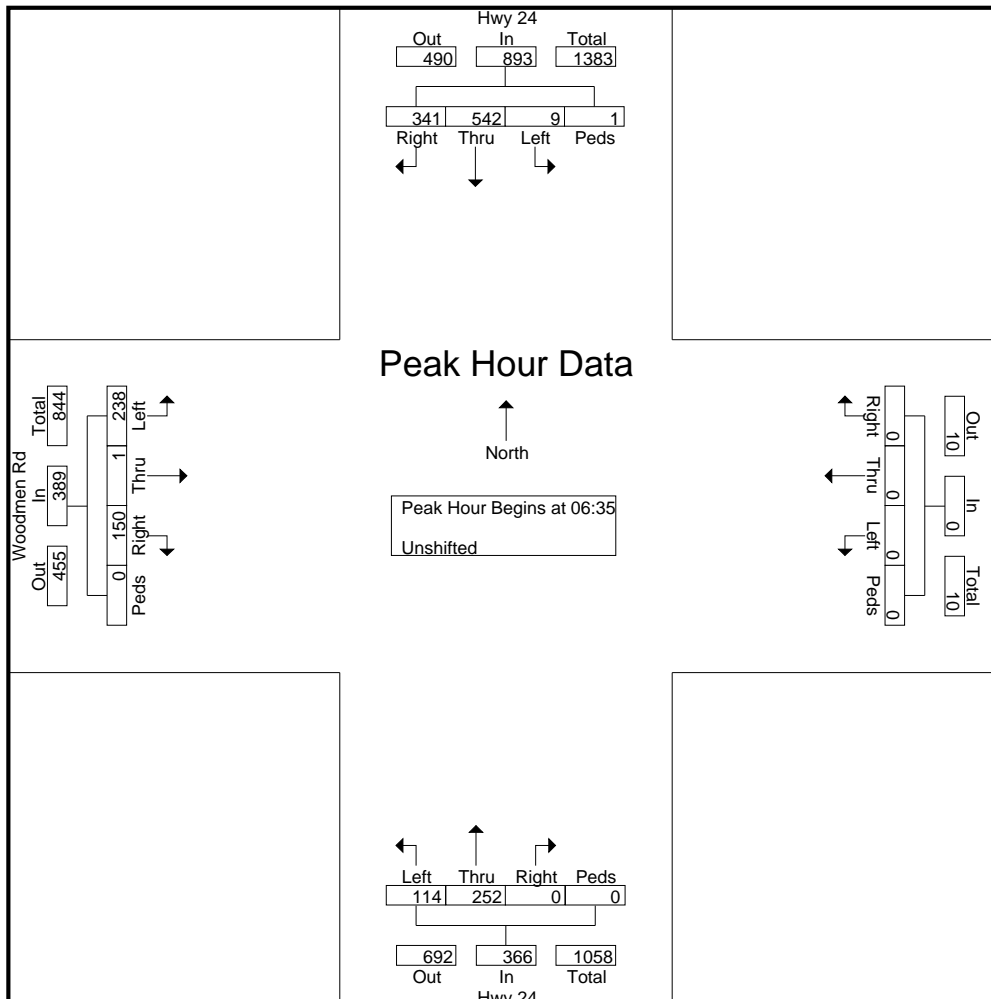 Hwy 24
Out In Total
490 893 1383
341 542 9 1
Right Thru Left Peds
Peak Hour Data
North
Peak Hour Begins at 06:35
Unshifted
Woodmen Rd
Out In Total
455 389 844
0 150 1 238
Peds Right Thru Left
Right Thru Left Peds
0 0 0 0
Out In Total
10 0 10
Left Thru Right Peds
114 252 0 0
692 366 1058
Out In Total
Hwy 24